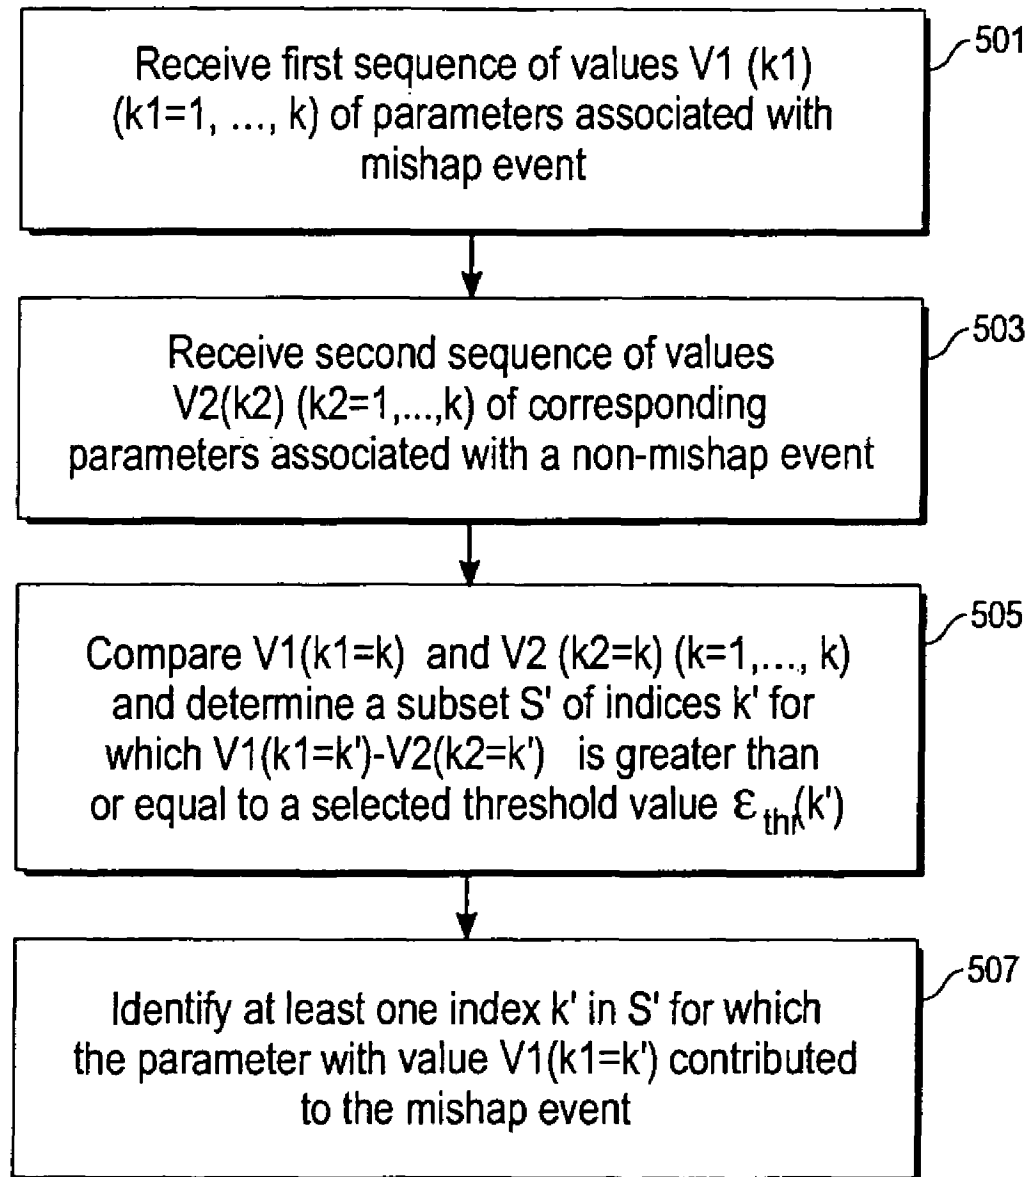 Receive first sequence of values V1 (k1)
(k1=1, ..., k) of parameters associated with
mishap event
501
Receive second sequence of values
V2(k2) (k2=1,...,k) of corresponding
parameters associated with a non-mishap event
503
Compare V1(k1=k) and V2 (k2=k) (k=1,..., k)
and determine a subset S' of indices k' for
which V1(k1=k')-V2(k2=k') is greater than
or equal to a selected threshold value ε_thr(k')
505
Identify at least one index k' in S' for which
the parameter with value V1(k1=k') contributed
to the mishap event
507